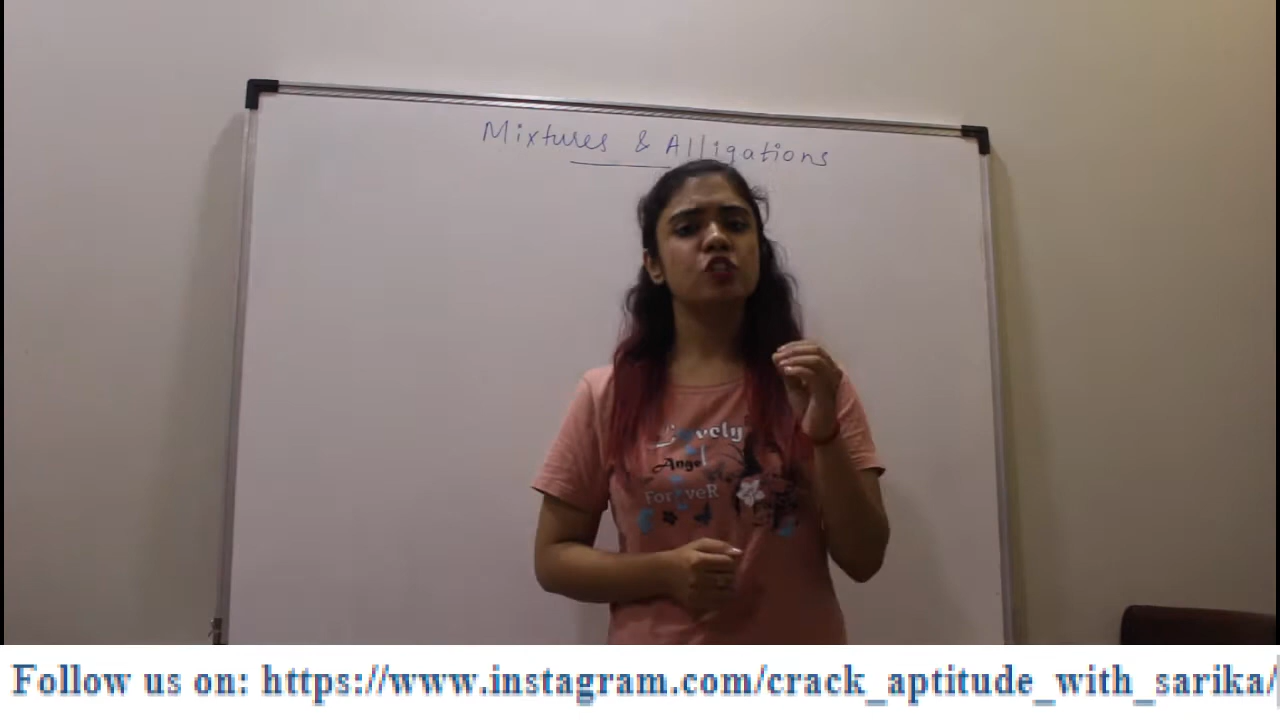 Mixtures & Alligations
Lovely
Angel
ForeveR
Follow us on: https://www.instagram.com/crack_aptitude_with_sarika/